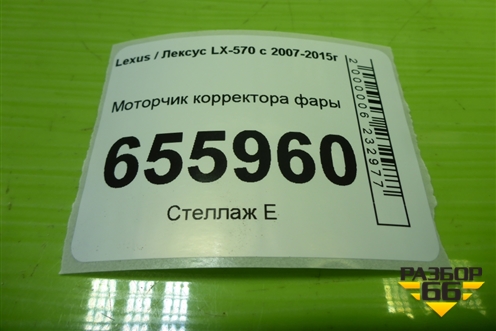 Lexus / Лексус LX-570 с 2007-2015г
Моторчик корректора фары
655960
Стеллаж Е
2000006232977
РАЗБОР
66